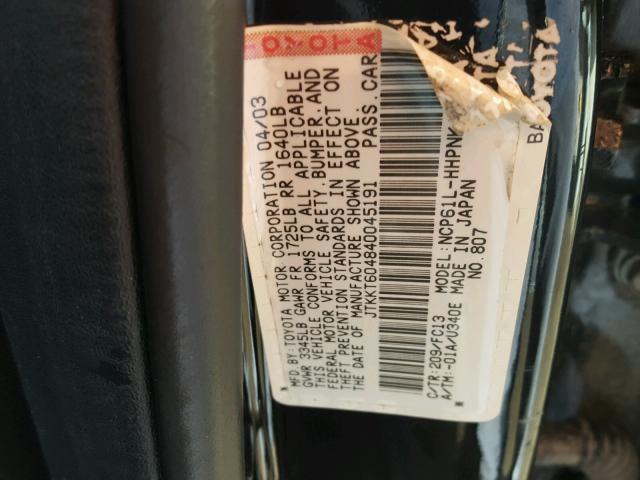 TOYOTA
MFD.BY:TOYOTA MOTOR CORPORATION 04/03
GVWR 3345LB GAWR FR 1725LB RR 1640LB
THIS VEHICLE CONFORMS TO ALL APPLICABLE
FEDERAL MOTOR VEHICLE SAFETY,BUMPER,AND
THEFT PREVENTION STANDARDS IN EFFECT ON
THE DATE OF MANUFACTURE SHOWN ABOVE.
JTKKT604840045191 PASS.CAR
C/TR:209/FC13 MODEL:NCP61L-HHPNK
A/TM:-01A/U340E MADE IN JAPAN
NO.807